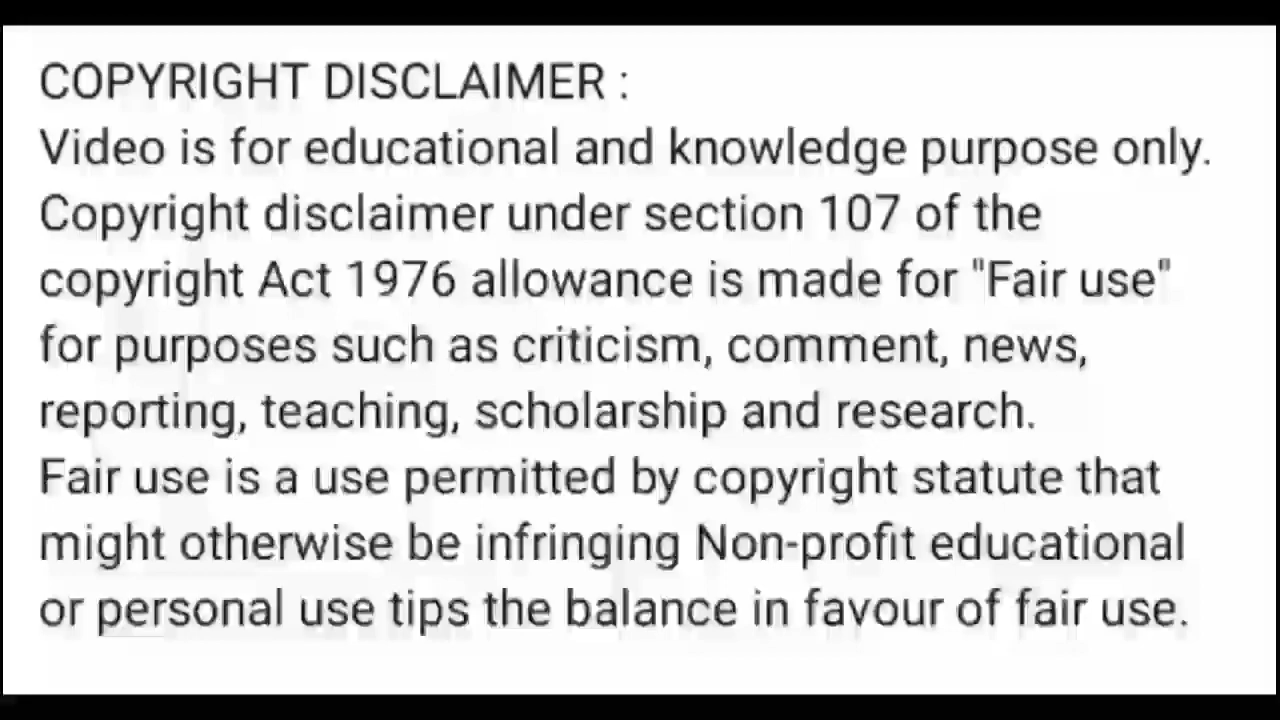 COPYRIGHT DISCLAIMER :
Video is for educational and knowledge purpose only.
Copyright disclaimer under section 107 of the
copyright Act 1976 allowance is made for "Fair use"
for purposes such as criticism, comment, news,
reporting, teaching, scholarship and research.
Fair use is a use permitted by copyright statute that
might otherwise be infringing Non-profit educational
or personal use tips the balance in favour of fair use.